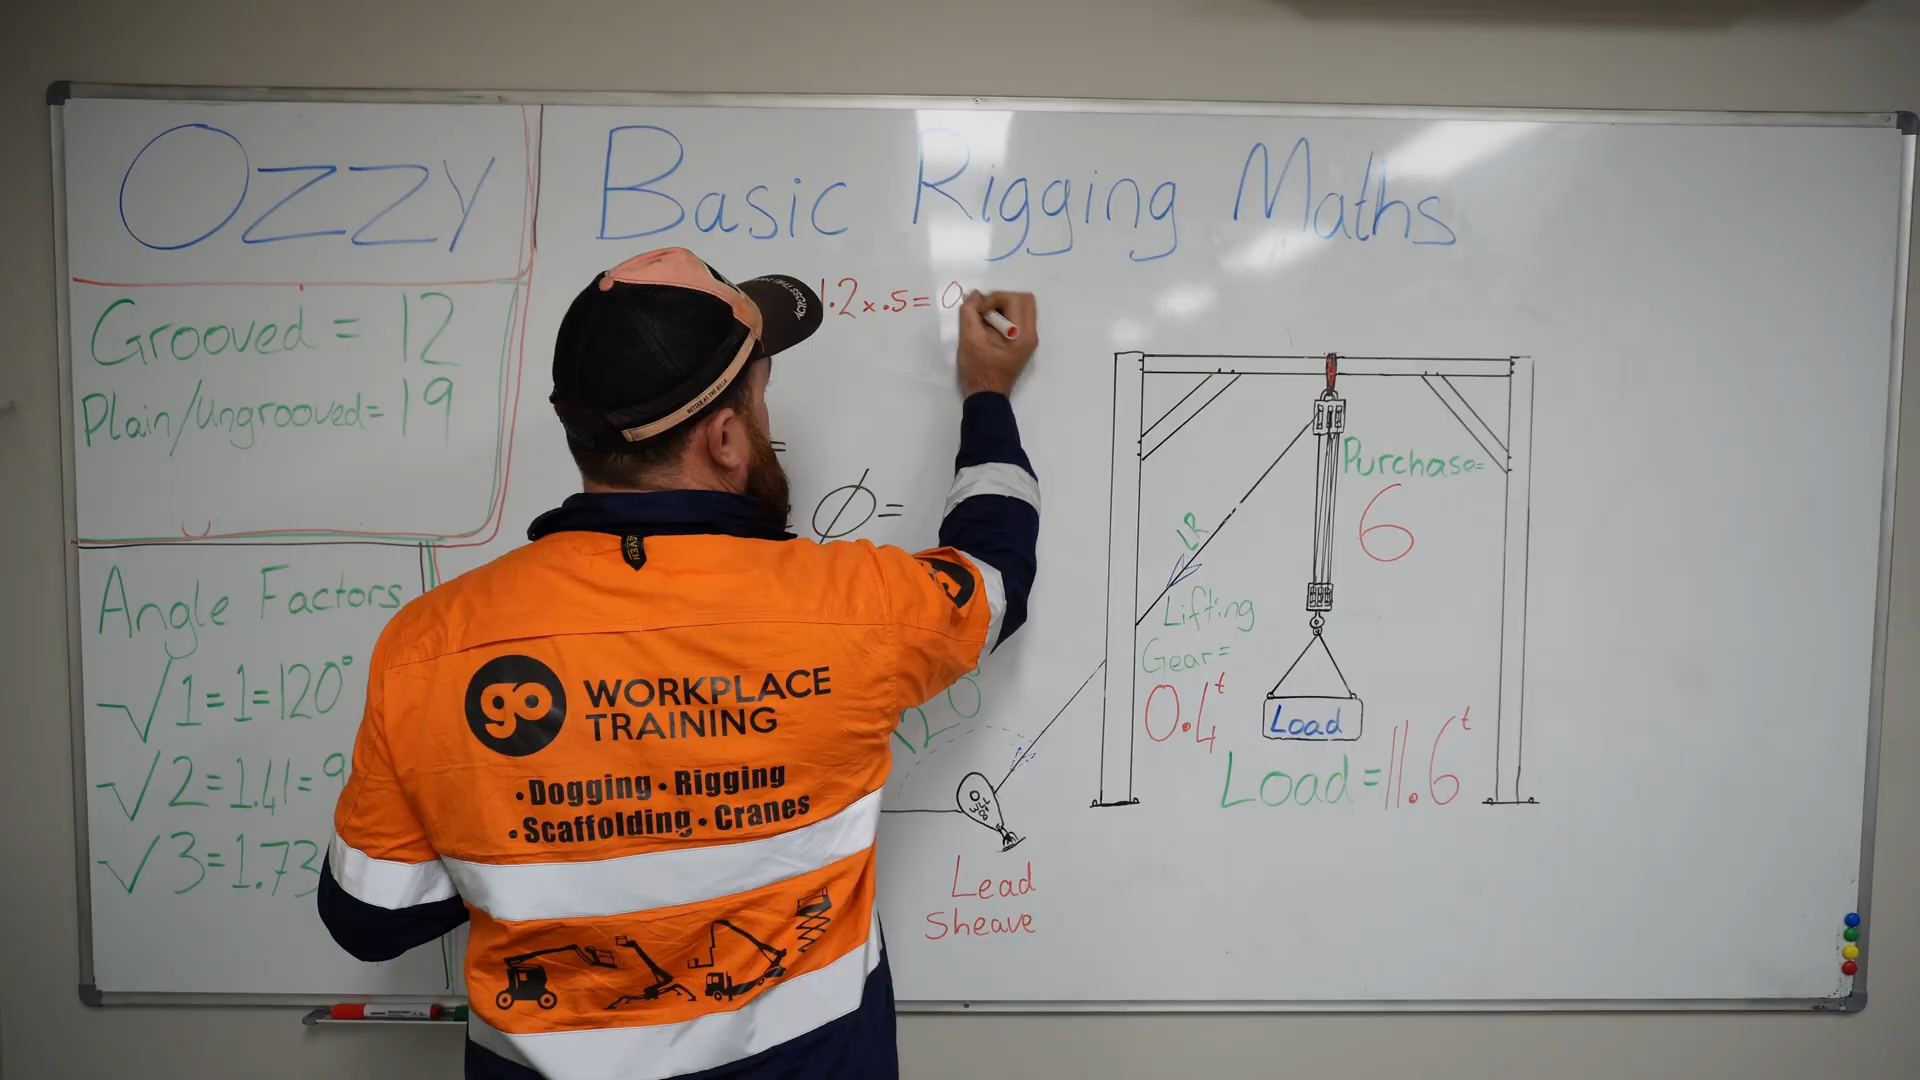 Ozzy
Basic Rigging Maths
Grooved = 12
Plain/Ungrooved= 19
1.2 x .5 = 0
=
Ø=
Purchase=
6
LR
Lifting
Gear=
0.4t
Load
Load=11.6t
Angle Factors
√1=1=120°
√2=1.41=9
√3=1.73
20°
WLL
Lead
Sheave
go
WORKPLACE
TRAINING
• Dogging • Rigging
• Scaffolding • Cranes